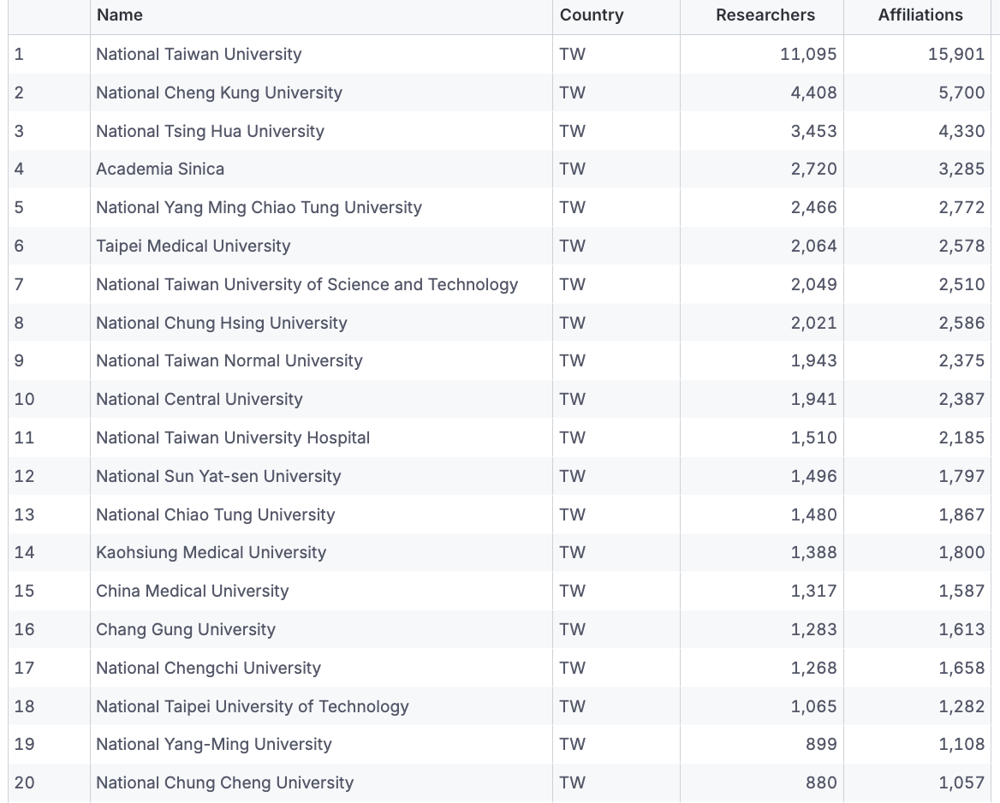 Name Country Researchers Affiliations
1 National Taiwan University TW 11,095 15,901
2 National Cheng Kung University TW 4,408 5,700
3 National Tsing Hua University TW 3,453 4,330
4 Academia Sinica TW 2,720 3,285
5 National Yang Ming Chiao Tung University TW 2,466 2,772
6 Taipei Medical University TW 2,064 2,578
7 National Taiwan University of Science and Technology TW 2,049 2,510
8 National Chung Hsing University TW 2,021 2,586
9 National Taiwan Normal University TW 1,943 2,375
10 National Central University TW 1,941 2,387
11 National Taiwan University Hospital TW 1,510 2,185
12 National Sun Yat-sen University TW 1,496 1,797
13 National Chiao Tung University TW 1,480 1,867
14 Kaohsiung Medical University TW 1,388 1,800
15 China Medical University TW 1,317 1,587
16 Chang Gung University TW 1,283 1,613
17 National Chengchi University TW 1,268 1,658
18 National Taipei University of Technology TW 1,065 1,282
19 National Yang-Ming University TW 899 1,108
20 National Chung Cheng University TW 880 1,057